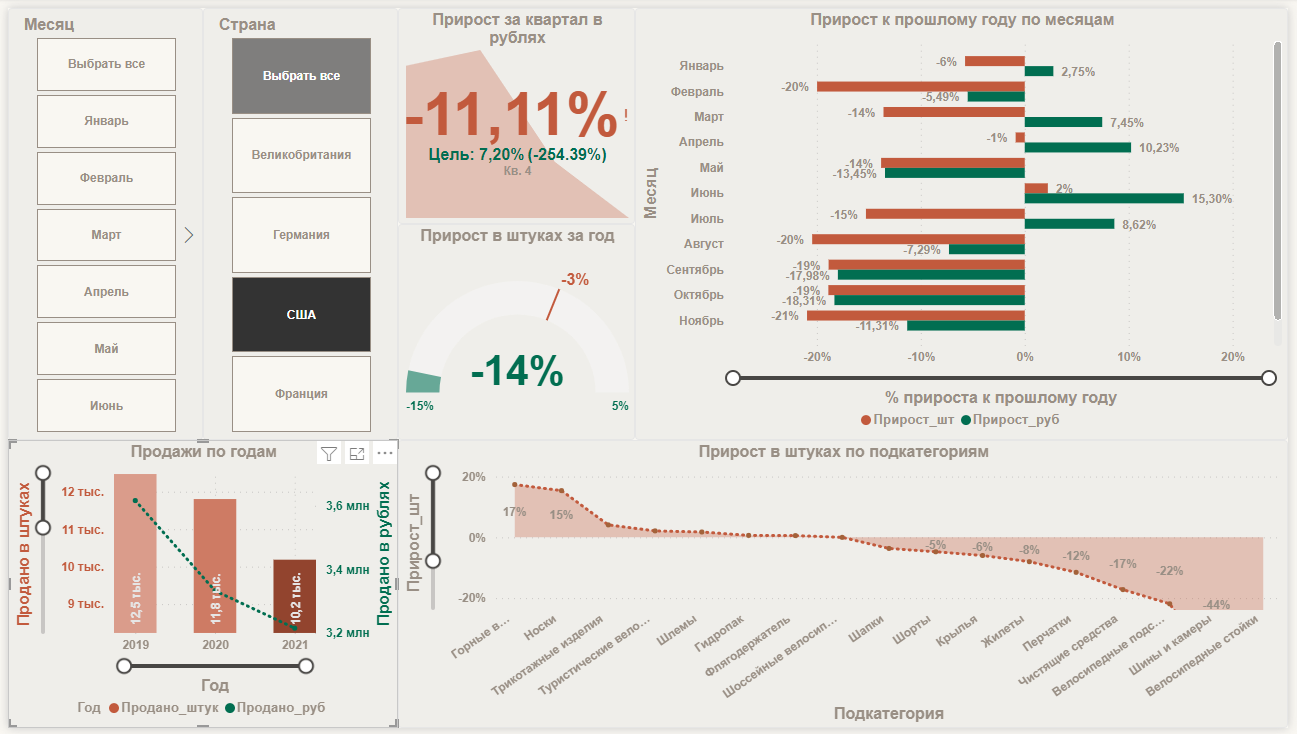 Месяц
Выбрать все
Январь
Февраль
Март
Апрель
Май
Июнь
Страна
Выбрать все
Великобритания
Германия
США
Франция
Прирост за квартал в
рублях
-11,11% !
Цель: 7,20% (-254.39%)
Кв. 4
Прирост в штуках за год
-3%
-14%
-15%
5%
Прирост к прошлому году по месяцам
Месяц
Январь -6% 2,75%
Февраль -20% -5,49%
Март -14% 7,45%
Апрель -1% 10,23%
Май -14% -13,45%
Июнь 2% 15,30%
Июль -15% 8,62%
Август -20% -7,29%
Сентябрь -19% -17,98%
Октябрь -19% -18,31%
Ноябрь -21% -11,31%
-20% -10% 0% 10% 20%
% прироста к прошлому году
Прирост_шт Прирост_руб
Продажи по годам
Продано в штуках
12 тыс.
11 тыс.
10 тыс.
9 тыс.
12,5 тыс.
11,8 тыс.
10,2 тыс.
3,6 млн
3,4 млн
3,2 млн
Продано в рублях
2019 2020 2021
Год
Год Продано_штук Продано_руб
Прирост в штуках по подкатегориям
Прирост_шт
20%
0%
-20%
17%
15%
-5%
-6%
-8%
-12%
-17%
-22%
-44%
Горные в...
Носки
Трикотажные изделия
Туристические вело...
Шлемы
Гидропак
Флягодержатель
Шоссейные велосип...
Шапки
Шорты
Крылья
Жилеты
Перчатки
Чистящие средства
Велосипедные подс...
Шины и камеры
Велосипедные стойки
Подкатегория